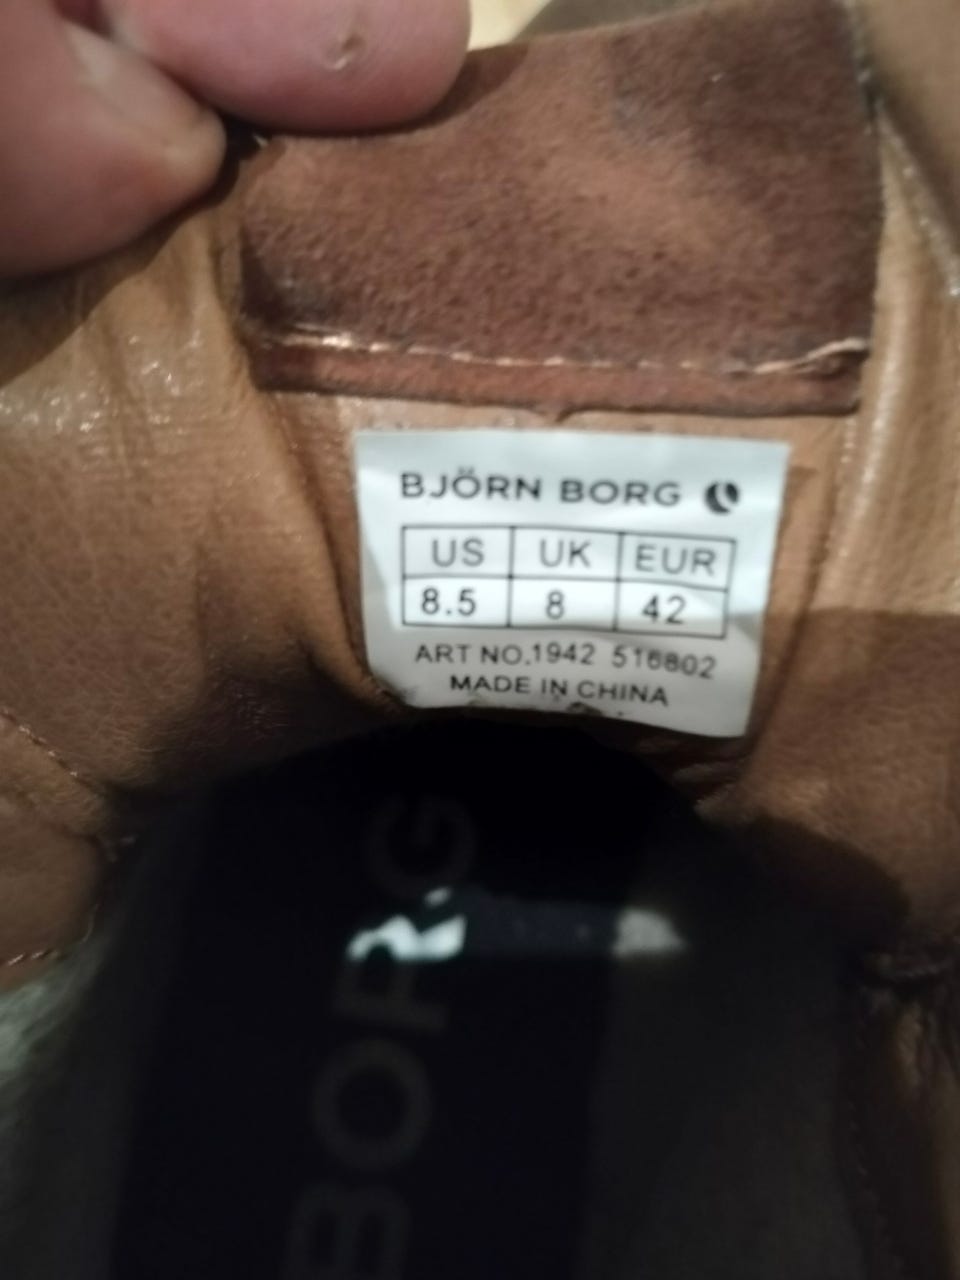 BJÖRN BORG
US UK EUR
8.5 8 42
ART NO.1942 516802
MADE IN CHINA
BORG